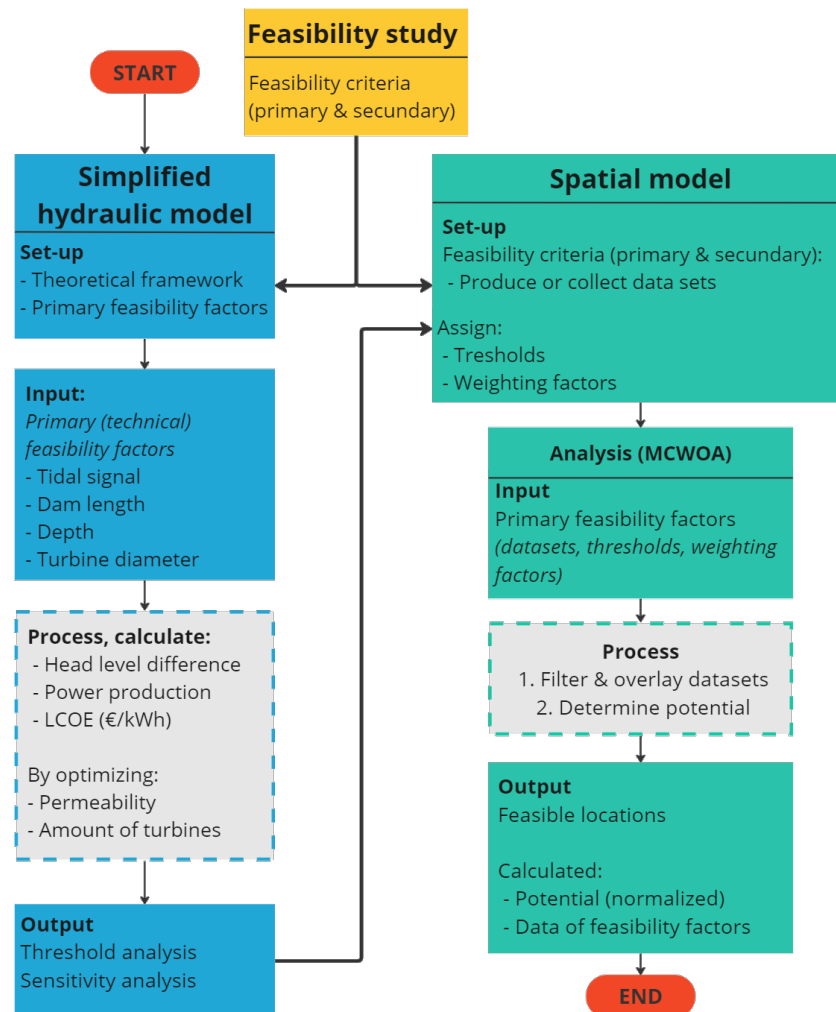 START
Feasibility study
Feasibility criteria
(primary & secundary)
Simplified
hydraulic model
Set-up
- Theoretical framework
- Primary feasibility factors
Input:
Primary (technical)
feasibility factors
- Tidal signal
- Dam length
- Depth
- Turbine diameter
Process, calculate:
- Head level difference
- Power production
- LCOE (€/kWh)
By optimizing:
- Permeability
- Amount of turbines
Output
Threshold analysis
Sensitivity analysis
Spatial model
Set-up
Feasibility criteria (primary & secundary):
- Produce or collect data sets
Assign:
- Tresholds
- Weighting factors
Analysis (MCWOA)
Input
Primary feasibility factors
(datasets, thresholds, weighting
factors)
Process
1. Filter & overlay datasets
2. Determine potential
Output
Feasible locations
Calculated:
- Potential (normalized)
- Data of feasibility factors
END